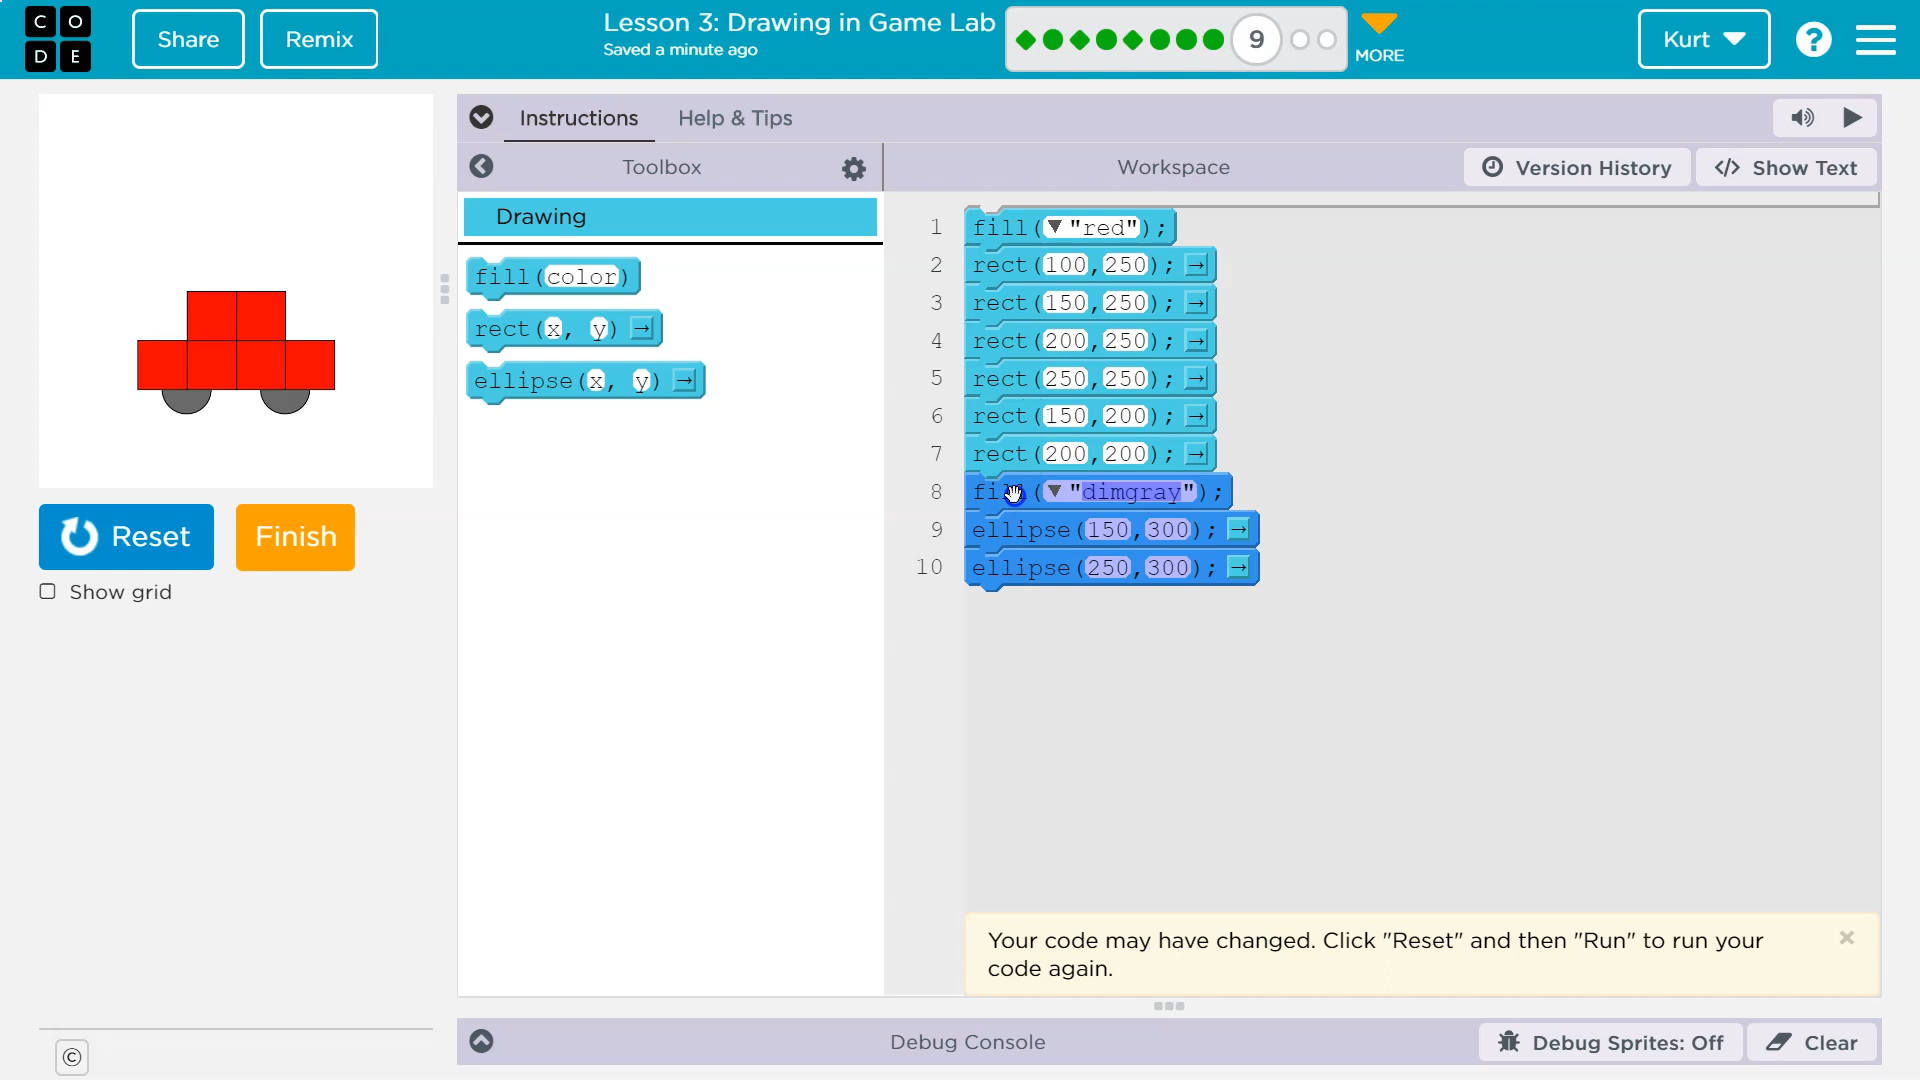 C O
D E
Share
Remix
Lesson 3: Drawing in Game Lab
Saved a minute ago
9
MORE
Kurt
?
Instructions
Help & Tips
Toolbox
Workspace
Version History
</> Show Text
Drawing
fill(color)
rect(x, y)
ellipse(x, y)
1 fill("red");
2 rect(100,250);
3 rect(150,250);
4 rect(200,250);
5 rect(250,250);
6 rect(150,200);
7 rect(200,200);
8 fill("dimgray");
9 ellipse(150,300);
10 ellipse(250,300);
Reset
Finish
Show grid
Your code may have changed. Click "Reset" and then "Run" to run your
code again.
©
Debug Console
Debug Sprites: Off
Clear